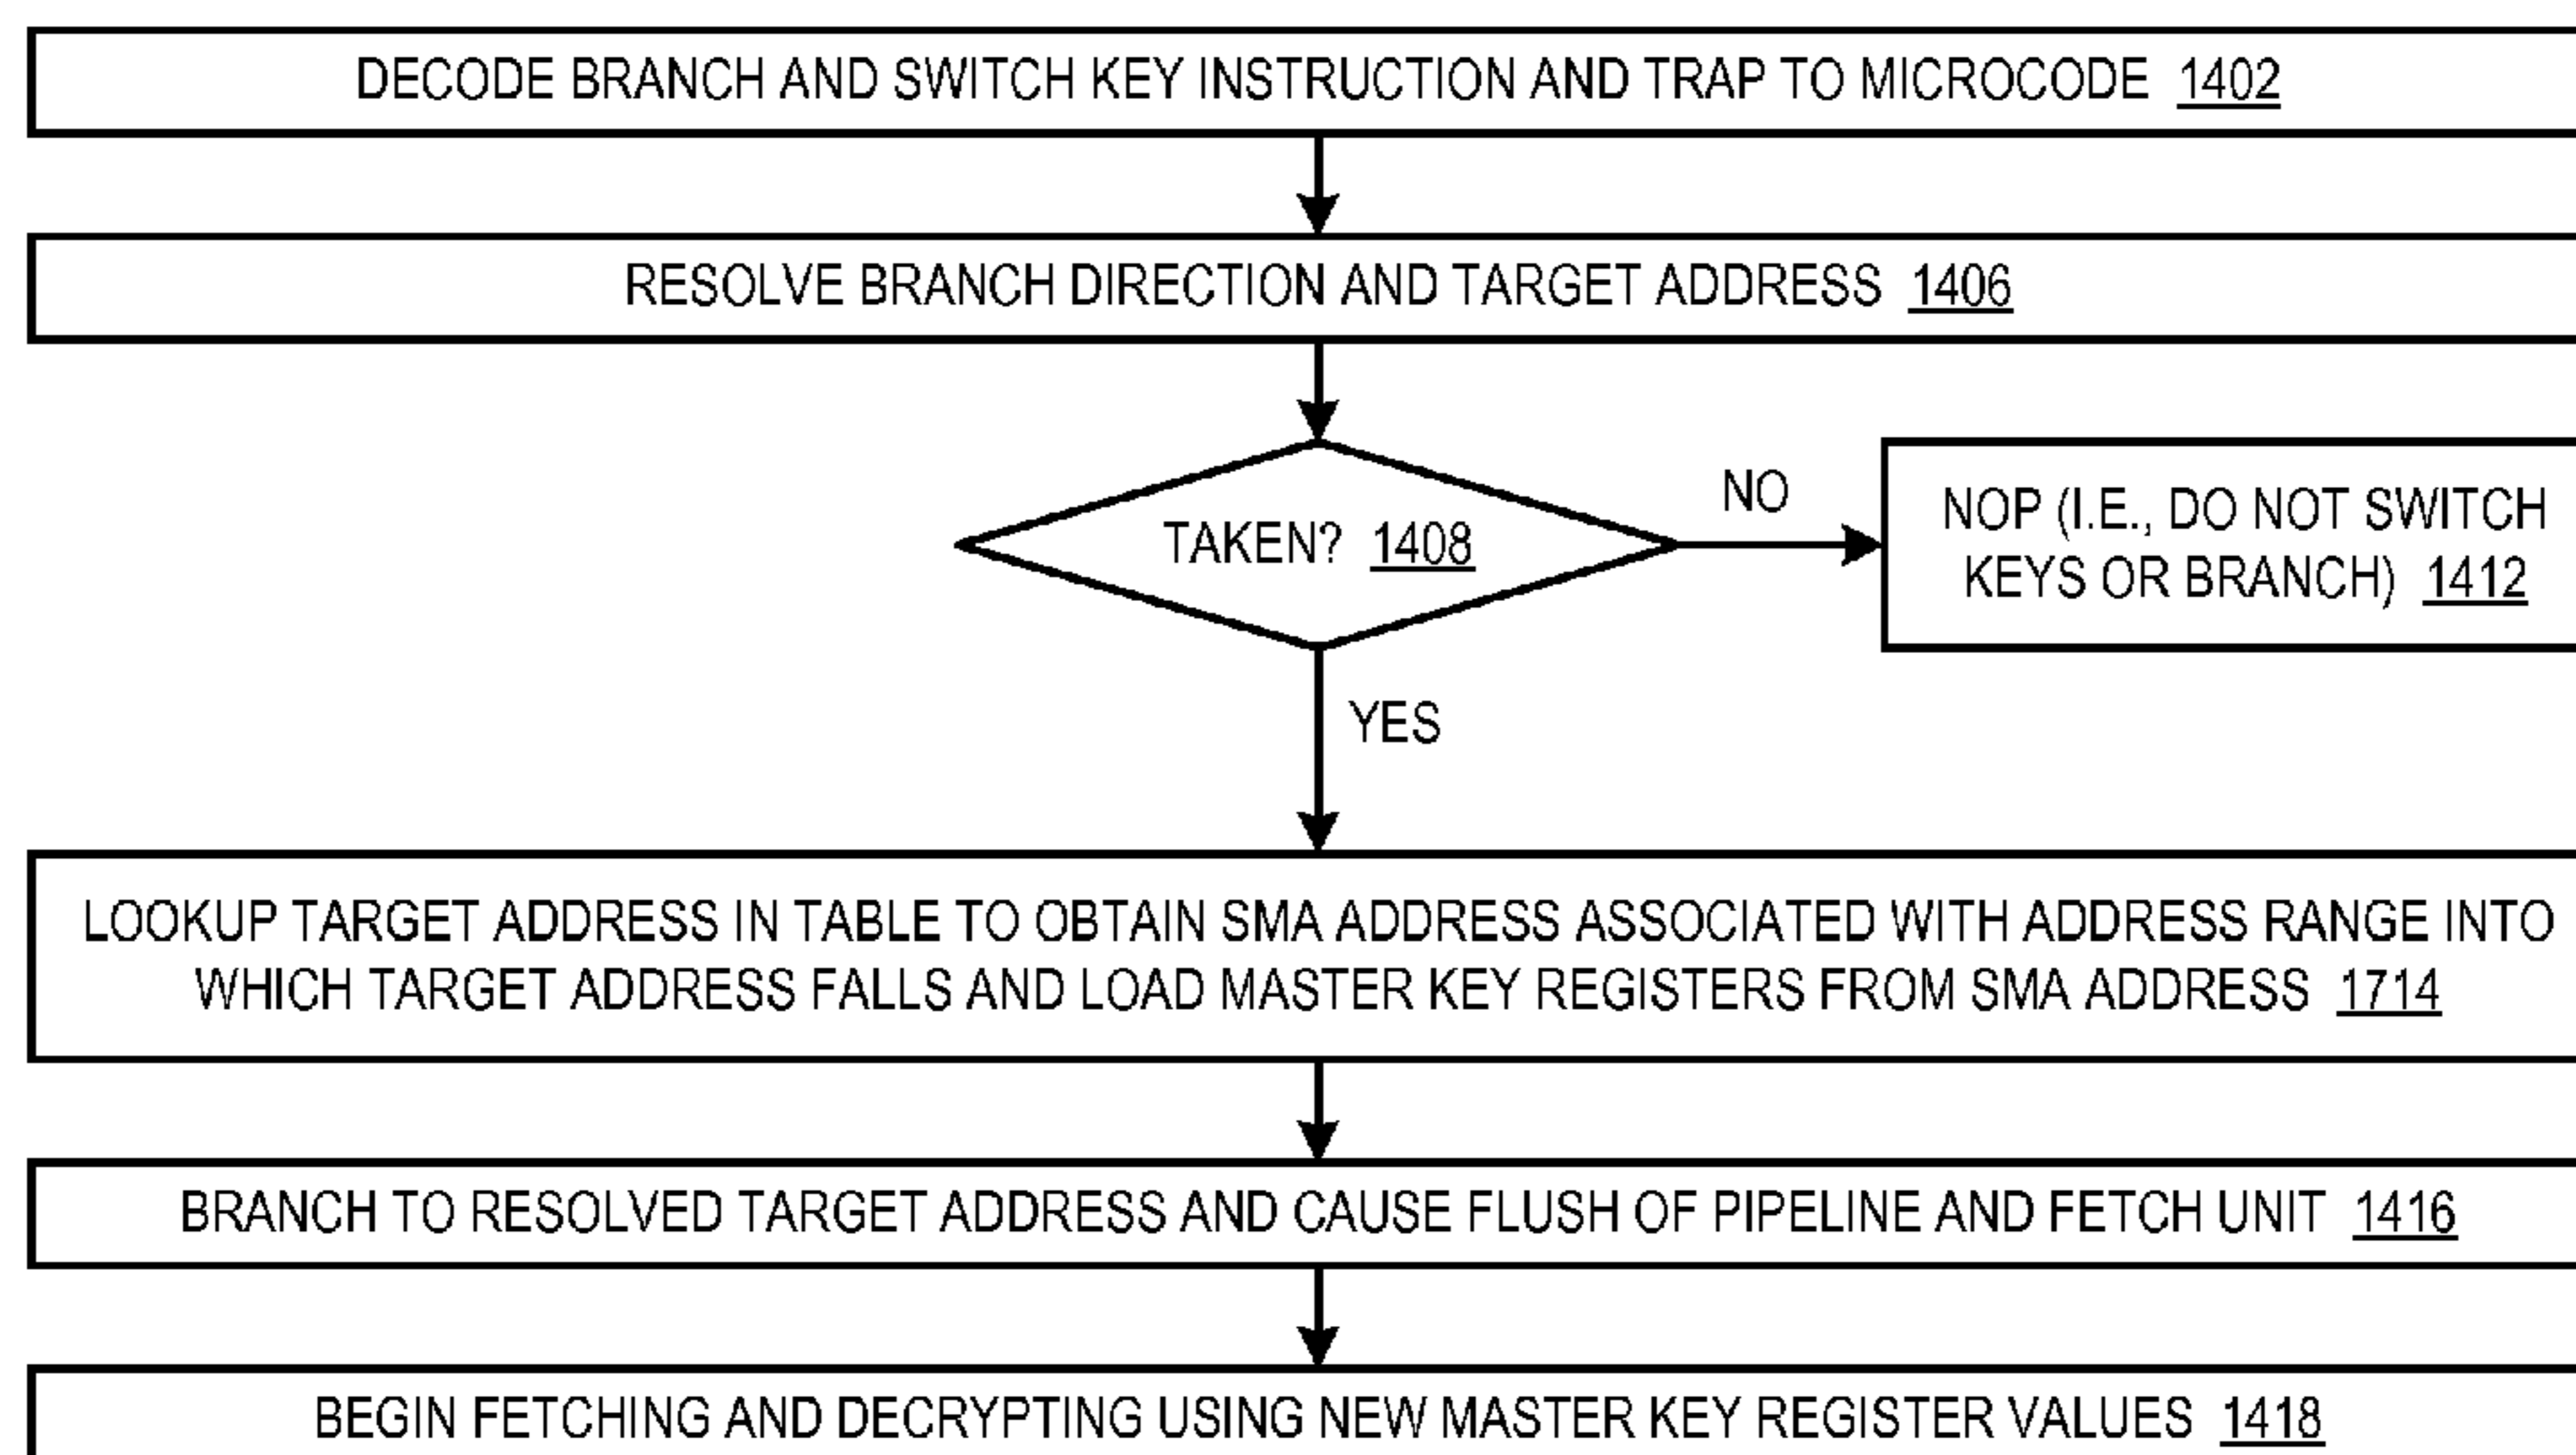 DECODE BRANCH AND SWITCH KEY INSTRUCTION AND TRAP TO MICROCODE 1402
RESOLVE BRANCH DIRECTION AND TARGET ADDRESS 1406
TAKEN? 1408
NO
NOP (I.E., DO NOT SWITCH
KEYS OR BRANCH) 1412
YES
LOOKUP TARGET ADDRESS IN TABLE TO OBTAIN SMA ADDRESS ASSOCIATED WITH ADDRESS RANGE INTO
WHICH TARGET ADDRESS FALLS AND LOAD MASTER KEY REGISTERS FROM SMA ADDRESS 1714
BRANCH TO RESOLVED TARGET ADDRESS AND CAUSE FLUSH OF PIPELINE AND FETCH UNIT 1416
BEGIN FETCHING AND DECRYPTING USING NEW MASTER KEY REGISTER VALUES 1418